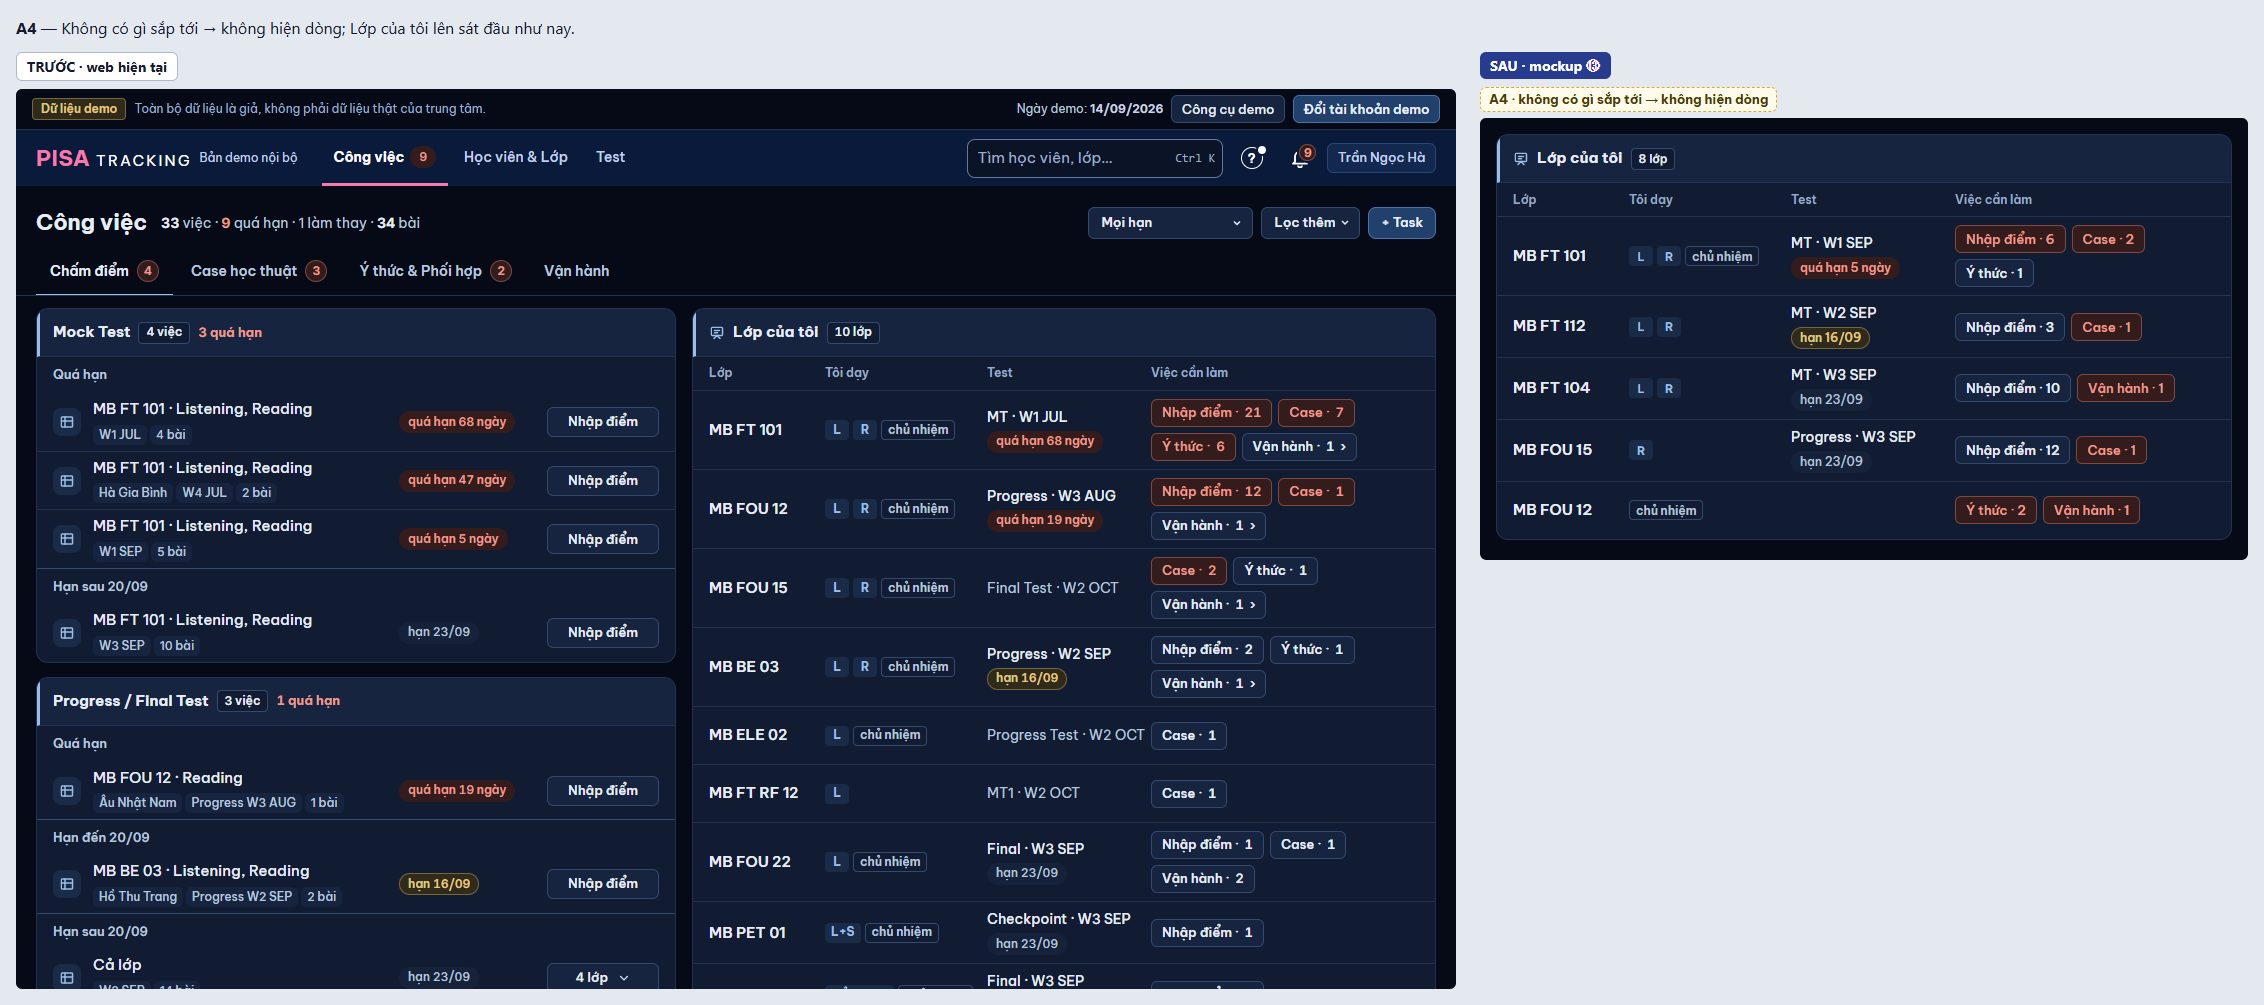 A4 — Không có gì sắp tới → không hiện dòng; Lớp của tôi lên sát đầu như nay.
TRƯỚC · web hiện tại
Dữ liệu demo Toàn bộ dữ liệu là giả, không phải dữ liệu thật của trung tâm. Ngày demo: 14/09/2026 Công cụ demo Đổi tài khoản demo
PISA TRACKING Bản demo nội bộ Công việc 9 Học viên & Lớp Test Tìm học viên, lớp... Ctrl K ? 9 Trần Ngọc Hà
Công việc 33 việc · 9 quá hạn · 1 làm thay · 34 bài Mọi hạn Lọc thêm + Task
Chấm điểm 4 Case học thuật 3 Ý thức & Phối hợp 2 Vận hành
Mock Test 4 việc 3 quá hạn
Quá hạn
MB FT 101 · Listening, Reading
W1 JUL 4 bài
quá hạn 68 ngày Nhập điểm
MB FT 101 · Listening, Reading
Hà Gia Bình W4 JUL 2 bài
quá hạn 47 ngày Nhập điểm
MB FT 101 · Listening, Reading
W1 SEP 5 bài
quá hạn 5 ngày Nhập điểm
Hạn sau 20/09
MB FT 101 · Listening, Reading
W3 SEP 10 bài
hạn 23/09 Nhập điểm
Progress / Final Test 3 việc 1 quá hạn
Quá hạn
MB FOU 12 · Reading
Âu Nhật Nam Progress W3 AUG 1 bài
quá hạn 19 ngày Nhập điểm
Hạn đến 20/09
MB BE 03 · Listening, Reading
Hồ Thu Trang Progress W2 SEP 2 bài
hạn 16/09 Nhập điểm
Hạn sau 20/09
Cả lớp
hạn 23/09 4 lớp
W3 SEP 14 bài
Lớp của tôi 10 lớp
Lớp Tôi dạy Test Việc cần làm
MB FT 101 L R chủ nhiệm
MT · W1 JUL
quá hạn 68 ngày
Nhập điểm · 21 Case · 7
Ý thức · 6 Vận hành · 1 ›
MB FOU 12 L R chủ nhiệm
Progress · W3 AUG
quá hạn 19 ngày
Nhập điểm · 12 Case · 1
Vận hành · 1 ›
MB FOU 15 L R chủ nhiệm
Final Test · W2 OCT
Case · 2 Ý thức · 1
Vận hành · 1 ›
MB BE 03 L R chủ nhiệm
Progress · W2 SEP
hạn 16/09
Nhập điểm · 2 Ý thức · 1
Vận hành · 1 ›
MB ELE 02 L chủ nhiệm Progress Test · W2 OCT Case · 1
MB FT RF 12 L MT1 · W2 OCT Case · 1
MB FOU 22 L chủ nhiệm
Final · W3 SEP
hạn 23/09
Nhập điểm · 1 Case · 1
Vận hành · 2
MB PET 01 L+S chủ nhiệm
Checkpoint · W3 SEP
hạn 23/09
Nhập điểm · 1
Final · W3 SEP
SAU · mockup
A4 · không có gì sắp tới → không hiện dòng
Lớp của tôi 8 lớp
Lớp Tôi dạy Test Việc cần làm
MB FT 101 L R chủ nhiệm
MT · W1 SEP
quá hạn 5 ngày
Nhập điểm · 6 Case · 2
Ý thức · 1
MB FT 112 L R
MT · W2 SEP
hạn 16/09
Nhập điểm · 3 Case · 1
MB FT 104 L R
MT · W3 SEP
hạn 23/09
Nhập điểm · 10 Vận hành · 1
MB FOU 15 R
Progress · W3 SEP
hạn 23/09
Nhập điểm · 12 Case · 1
MB FOU 12 chủ nhiệm Ý thức · 2 Vận hành · 1